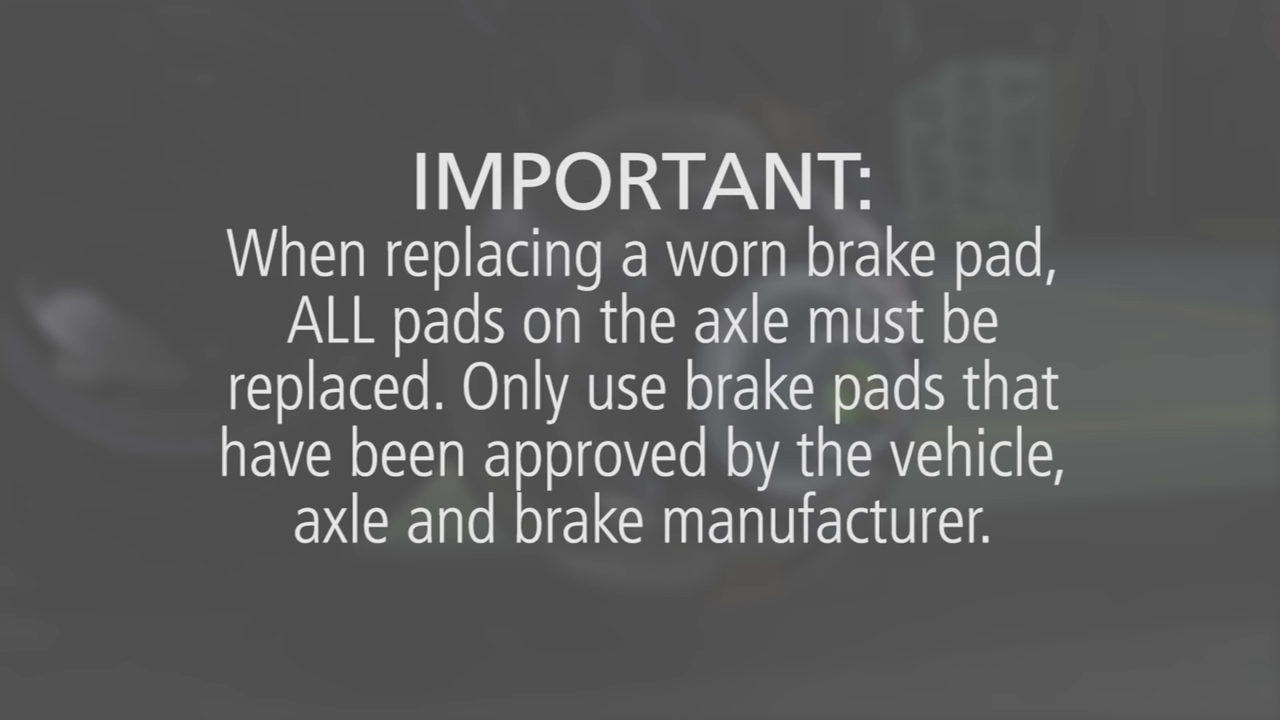 IMPORTANT:
When replacing a worn brake pad,
ALL pads on the axle must be
replaced. Only use brake pads that
have been approved by the vehicle,
axle and brake manufacturer.